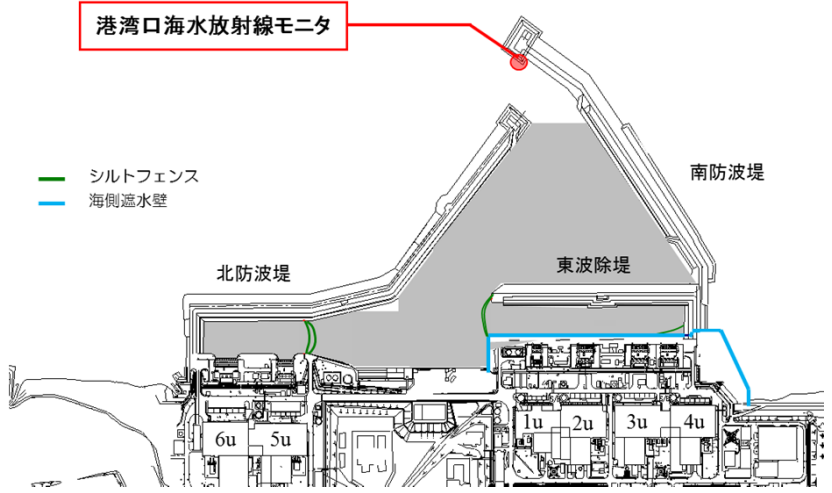 港湾口海水放射線モニタ
シルトフェンス
海側遮水壁
南防波堤
東波除堤
北防波堤
6u 5u 1u 2u 3u 4u